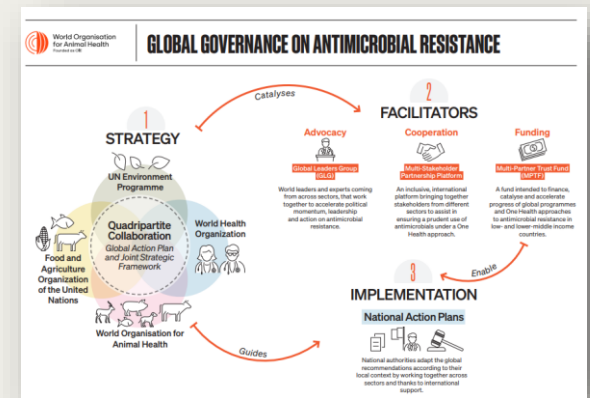 World Organisation
for Animal Health
Founded as OIE
GLOBAL GOVERNANCE ON ANTIMICROBIAL RESISTANCE
Catalyses
1
STRATEGY
UN Environment
Programme
Quadripartite
Collaboration
Global Action Plan
and Joint Strategic
Framework
World Health
Organization
Food and
Agriculture
Organization
of the United
Nations
World Organisation for
Animal Health
2
FACILITATORS
Advocacy
Global Leaders Group
(GLG)
World leaders and experts coming
from across sectors, that work
together to accelerate political
momentum, leadership
and action on antimicrobial
resistance.
Cooperation
Multi-Stakeholder
Partnership Platform
An inclusive, international
platform bringing together
stakeholders from different
sectors to assist in
ensuring a prudent use of
antimicrobials under a One
Health approach.
Funding
Multi-Partner Trust Fund
(MPTF)
A fund intended to finance,
catalyse and accelerate
progress of global programmes
and One Health approaches
to antimicrobial resistance in
low- and lower-middle income
countries.
Enable
3
IMPLEMENTATION
National Action Plans
National authorities adapt the global
recommendations according to their
local context by working together across
sectors and thanks to international
support.
Guides